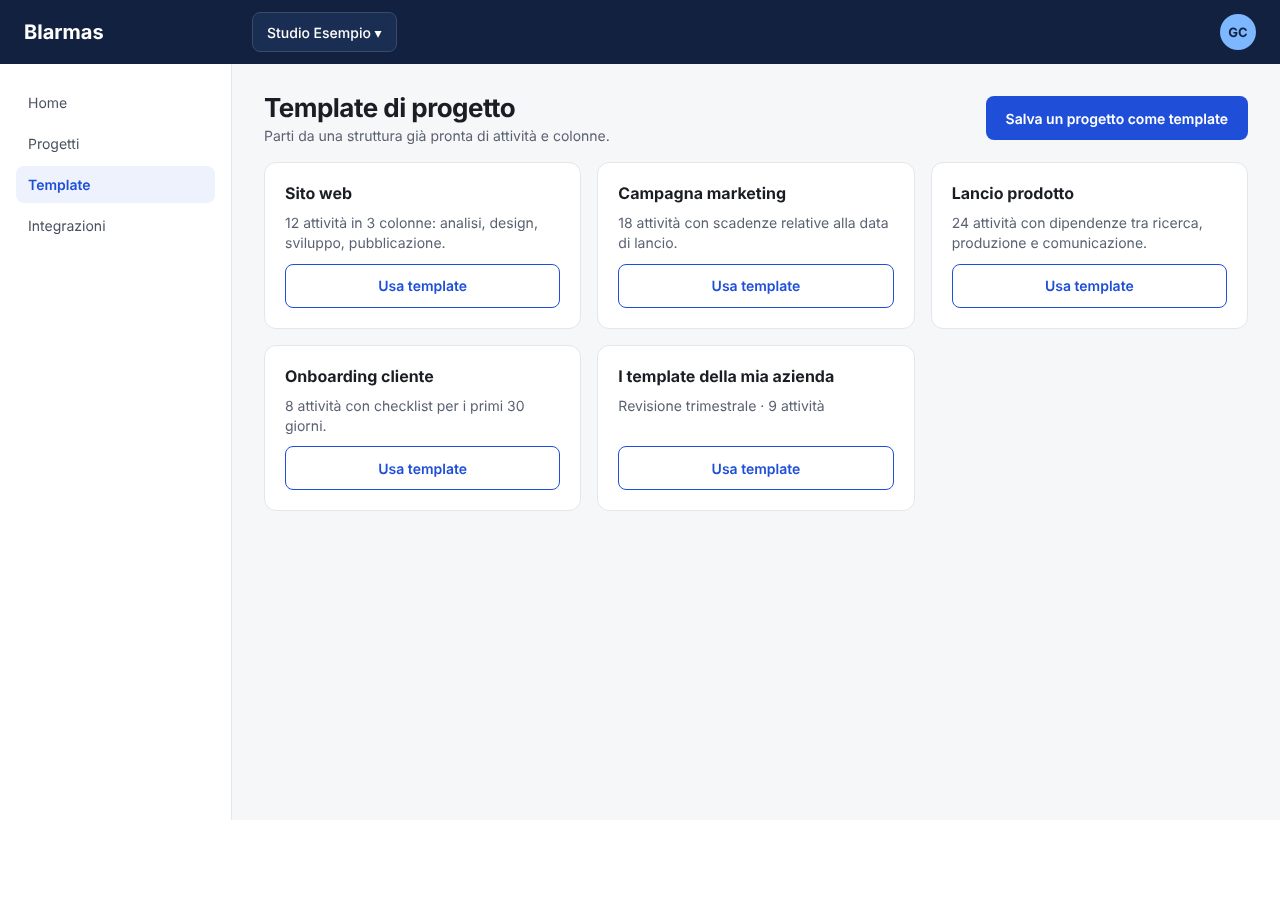 Blarmas
Studio Esempio ▾
GC
Home
Progetti
Template
Integrazioni
Template di progetto
Parti da una struttura già pronta di attività e colonne.
Salva un progetto come template
Sito web
12 attività in 3 colonne: analisi, design,
sviluppo, pubblicazione.
Usa template
Campagna marketing
18 attività con scadenze relative alla data
di lancio.
Usa template
Lancio prodotto
24 attività con dipendenze tra ricerca,
produzione e comunicazione.
Usa template
Onboarding cliente
8 attività con checklist per i primi 30
giorni.
Usa template
I template della mia azienda
Revisione trimestrale · 9 attività
Usa template